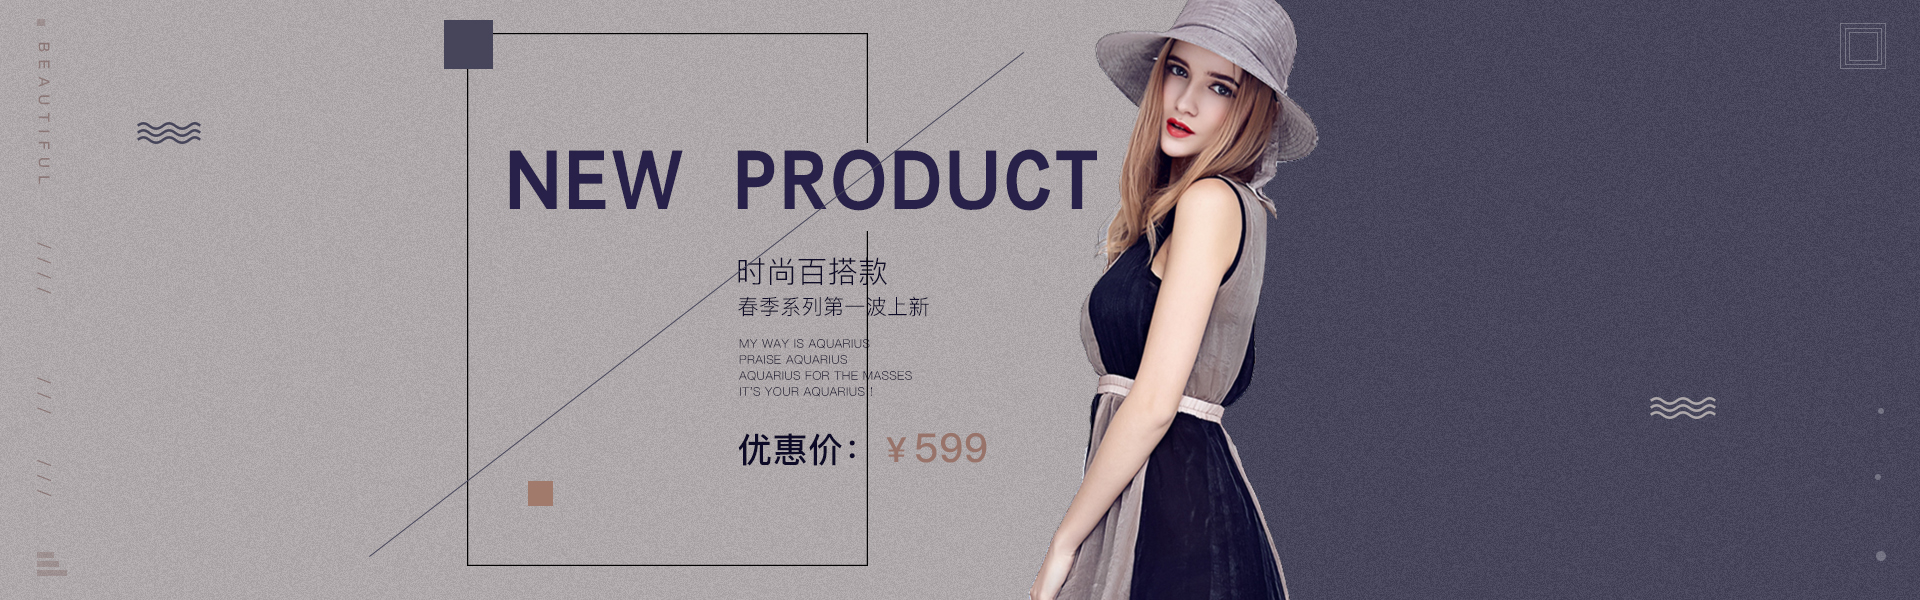 BEAUTIFUL
NEW PRODUCT
时尚百搭款
春季系列第一波上新
MY WAY IS AQUARIUS
PRAISE AQUARIUS
AQUARIUS FOR THE MASSES
IT'S YOUR AQUARIUS !
优惠价：￥599